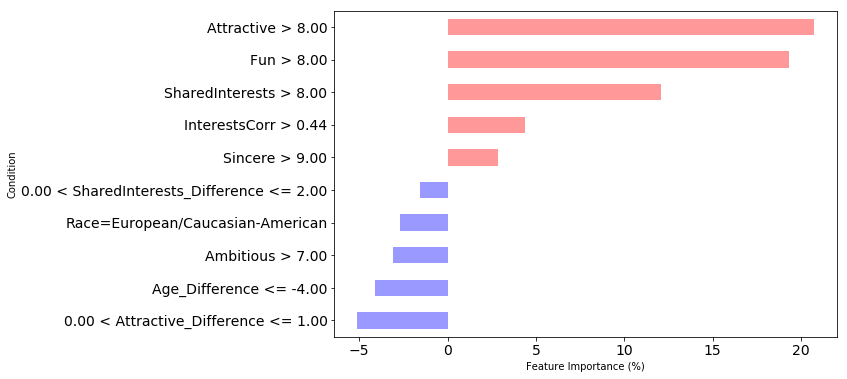 Attractive > 8.00
Fun > 8.00
SharedInterests > 8.00
InterestsCorr > 0.44
Sincere > 9.00
0.00 < SharedInterests_Difference <= 2.00
Race=European/Caucasian-American
Ambitious > 7.00
Age_Difference <= -4.00
0.00 < Attractive_Difference <= 1.00
Condition
−5 0 5 10 15 20
Feature Importance (%)